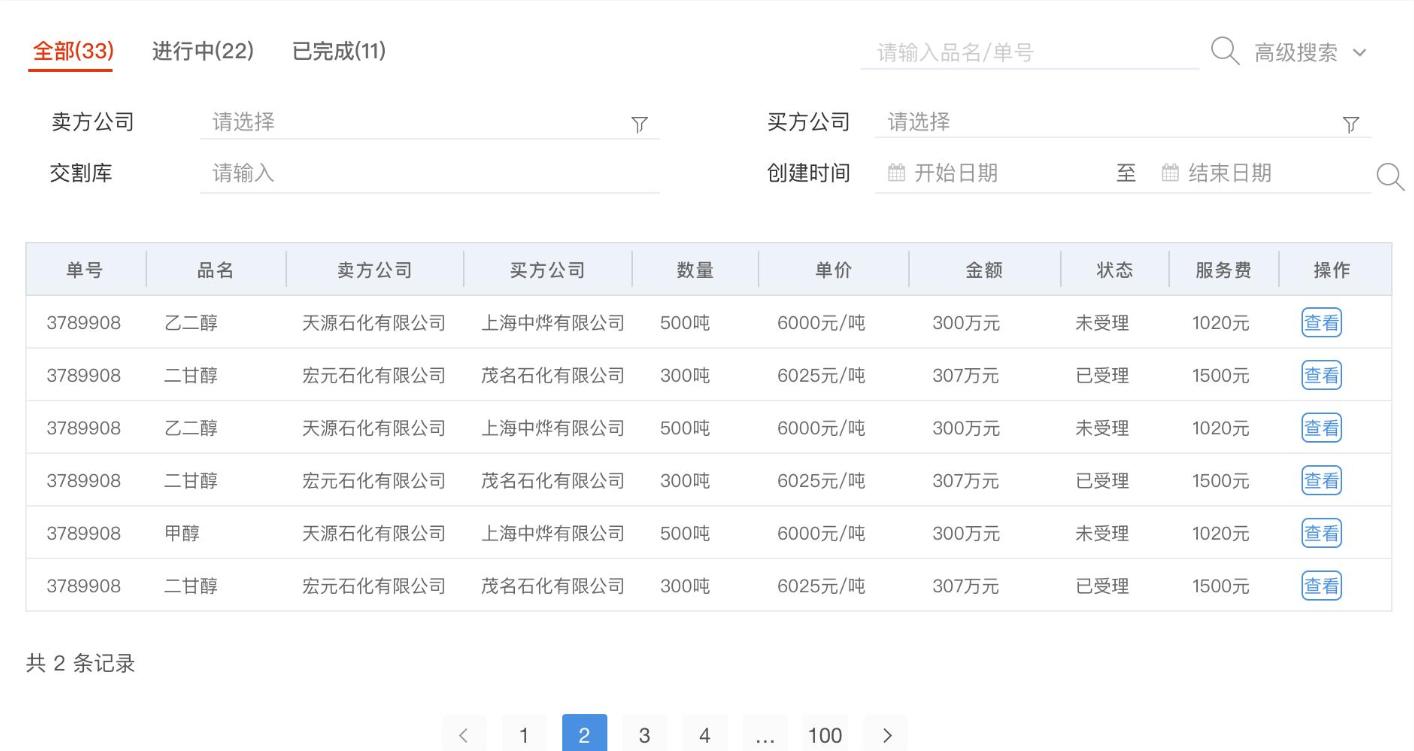 全部(33) 进行中(22) 已完成(11) 请输入品名/单号 高级搜索
卖方公司 请选择 买方公司 请选择
交割库 请输入 创建时间 开始日期 至 结束日期
单号 品名 卖方公司 买方公司 数量 单价 金额 状态 服务费 操作
3789908 乙二醇 天源石化有限公司 上海中烨有限公司 500吨 6000元/吨 300万元 未受理 1020元 查看
3789908 二甘醇 宏元石化有限公司 茂名石化有限公司 300吨 6025元/吨 307万元 已受理 1500元 查看
3789908 乙二醇 天源石化有限公司 上海中烨有限公司 500吨 6000元/吨 300万元 未受理 1020元 查看
3789908 二甘醇 宏元石化有限公司 茂名石化有限公司 300吨 6025元/吨 307万元 已受理 1500元 查看
3789908 甲醇 天源石化有限公司 上海中烨有限公司 500吨 6000元/吨 300万元 未受理 1020元 查看
3789908 二甘醇 宏元石化有限公司 茂名石化有限公司 300吨 6025元/吨 307万元 已受理 1500元 查看
共 2 条记录
< 1 2 3 4 ... 100 >